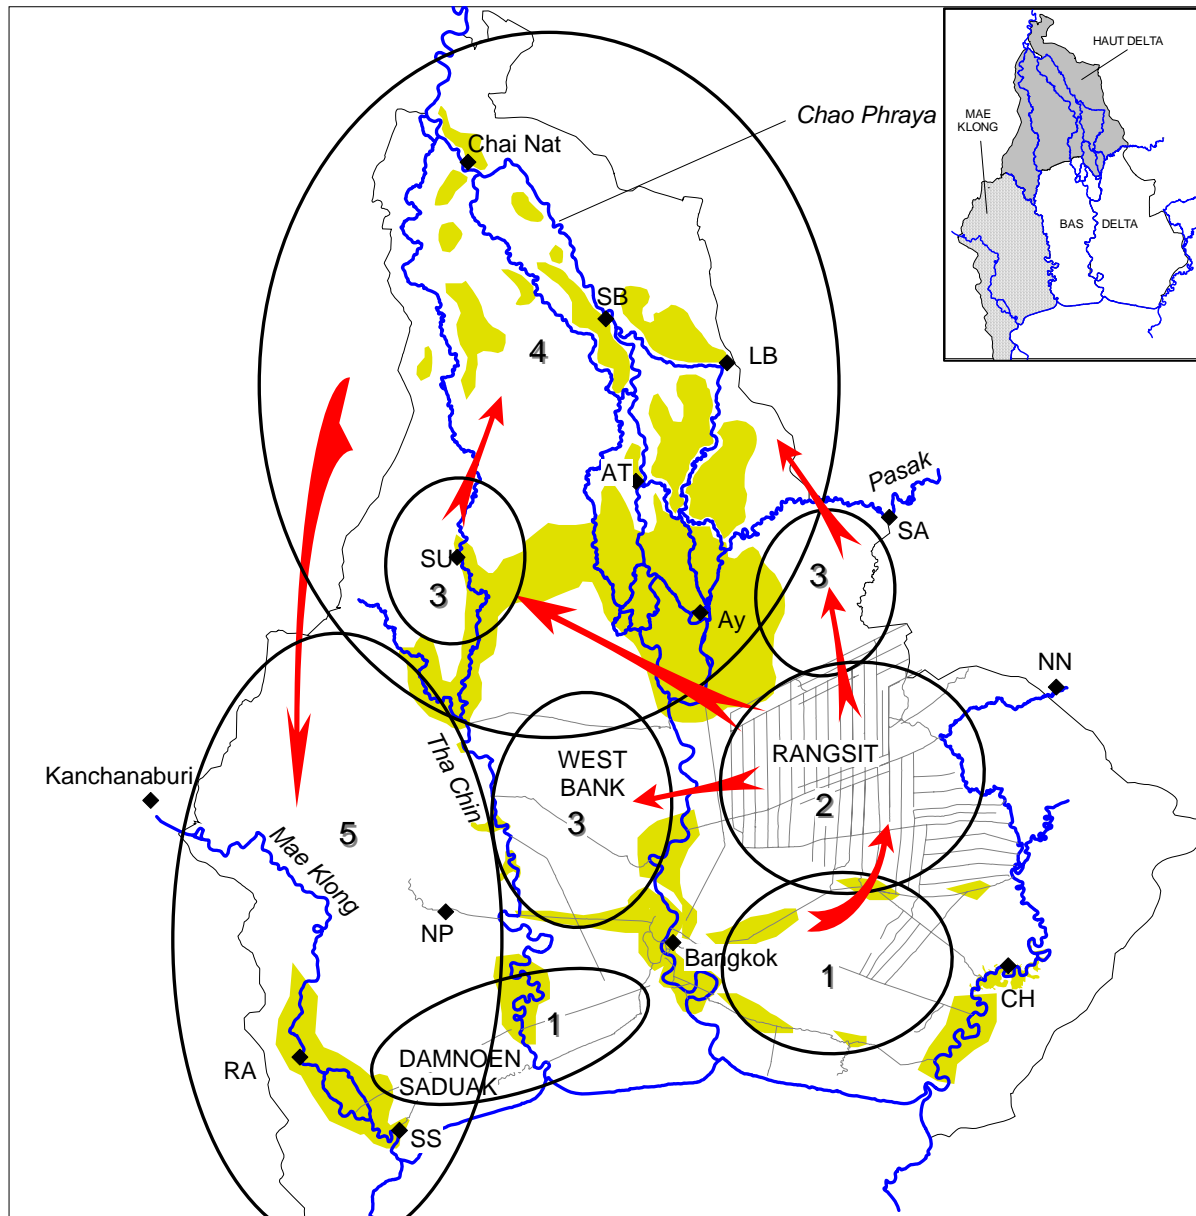 HAUT DELTA
MAE
KLONG
BAS
DELTA
Chao Phraya
Chai Nat
SB
LB
4
AT
Pasak
SA
SU
3
3
Ay
NN
WEST
BANK
RANGSIT
Tha Chin
Kanchanaburi
2
3
5
Mae Klong
NP
Bangkok
1
CH
1
DAMNOEN
SADUAK
RA
SS